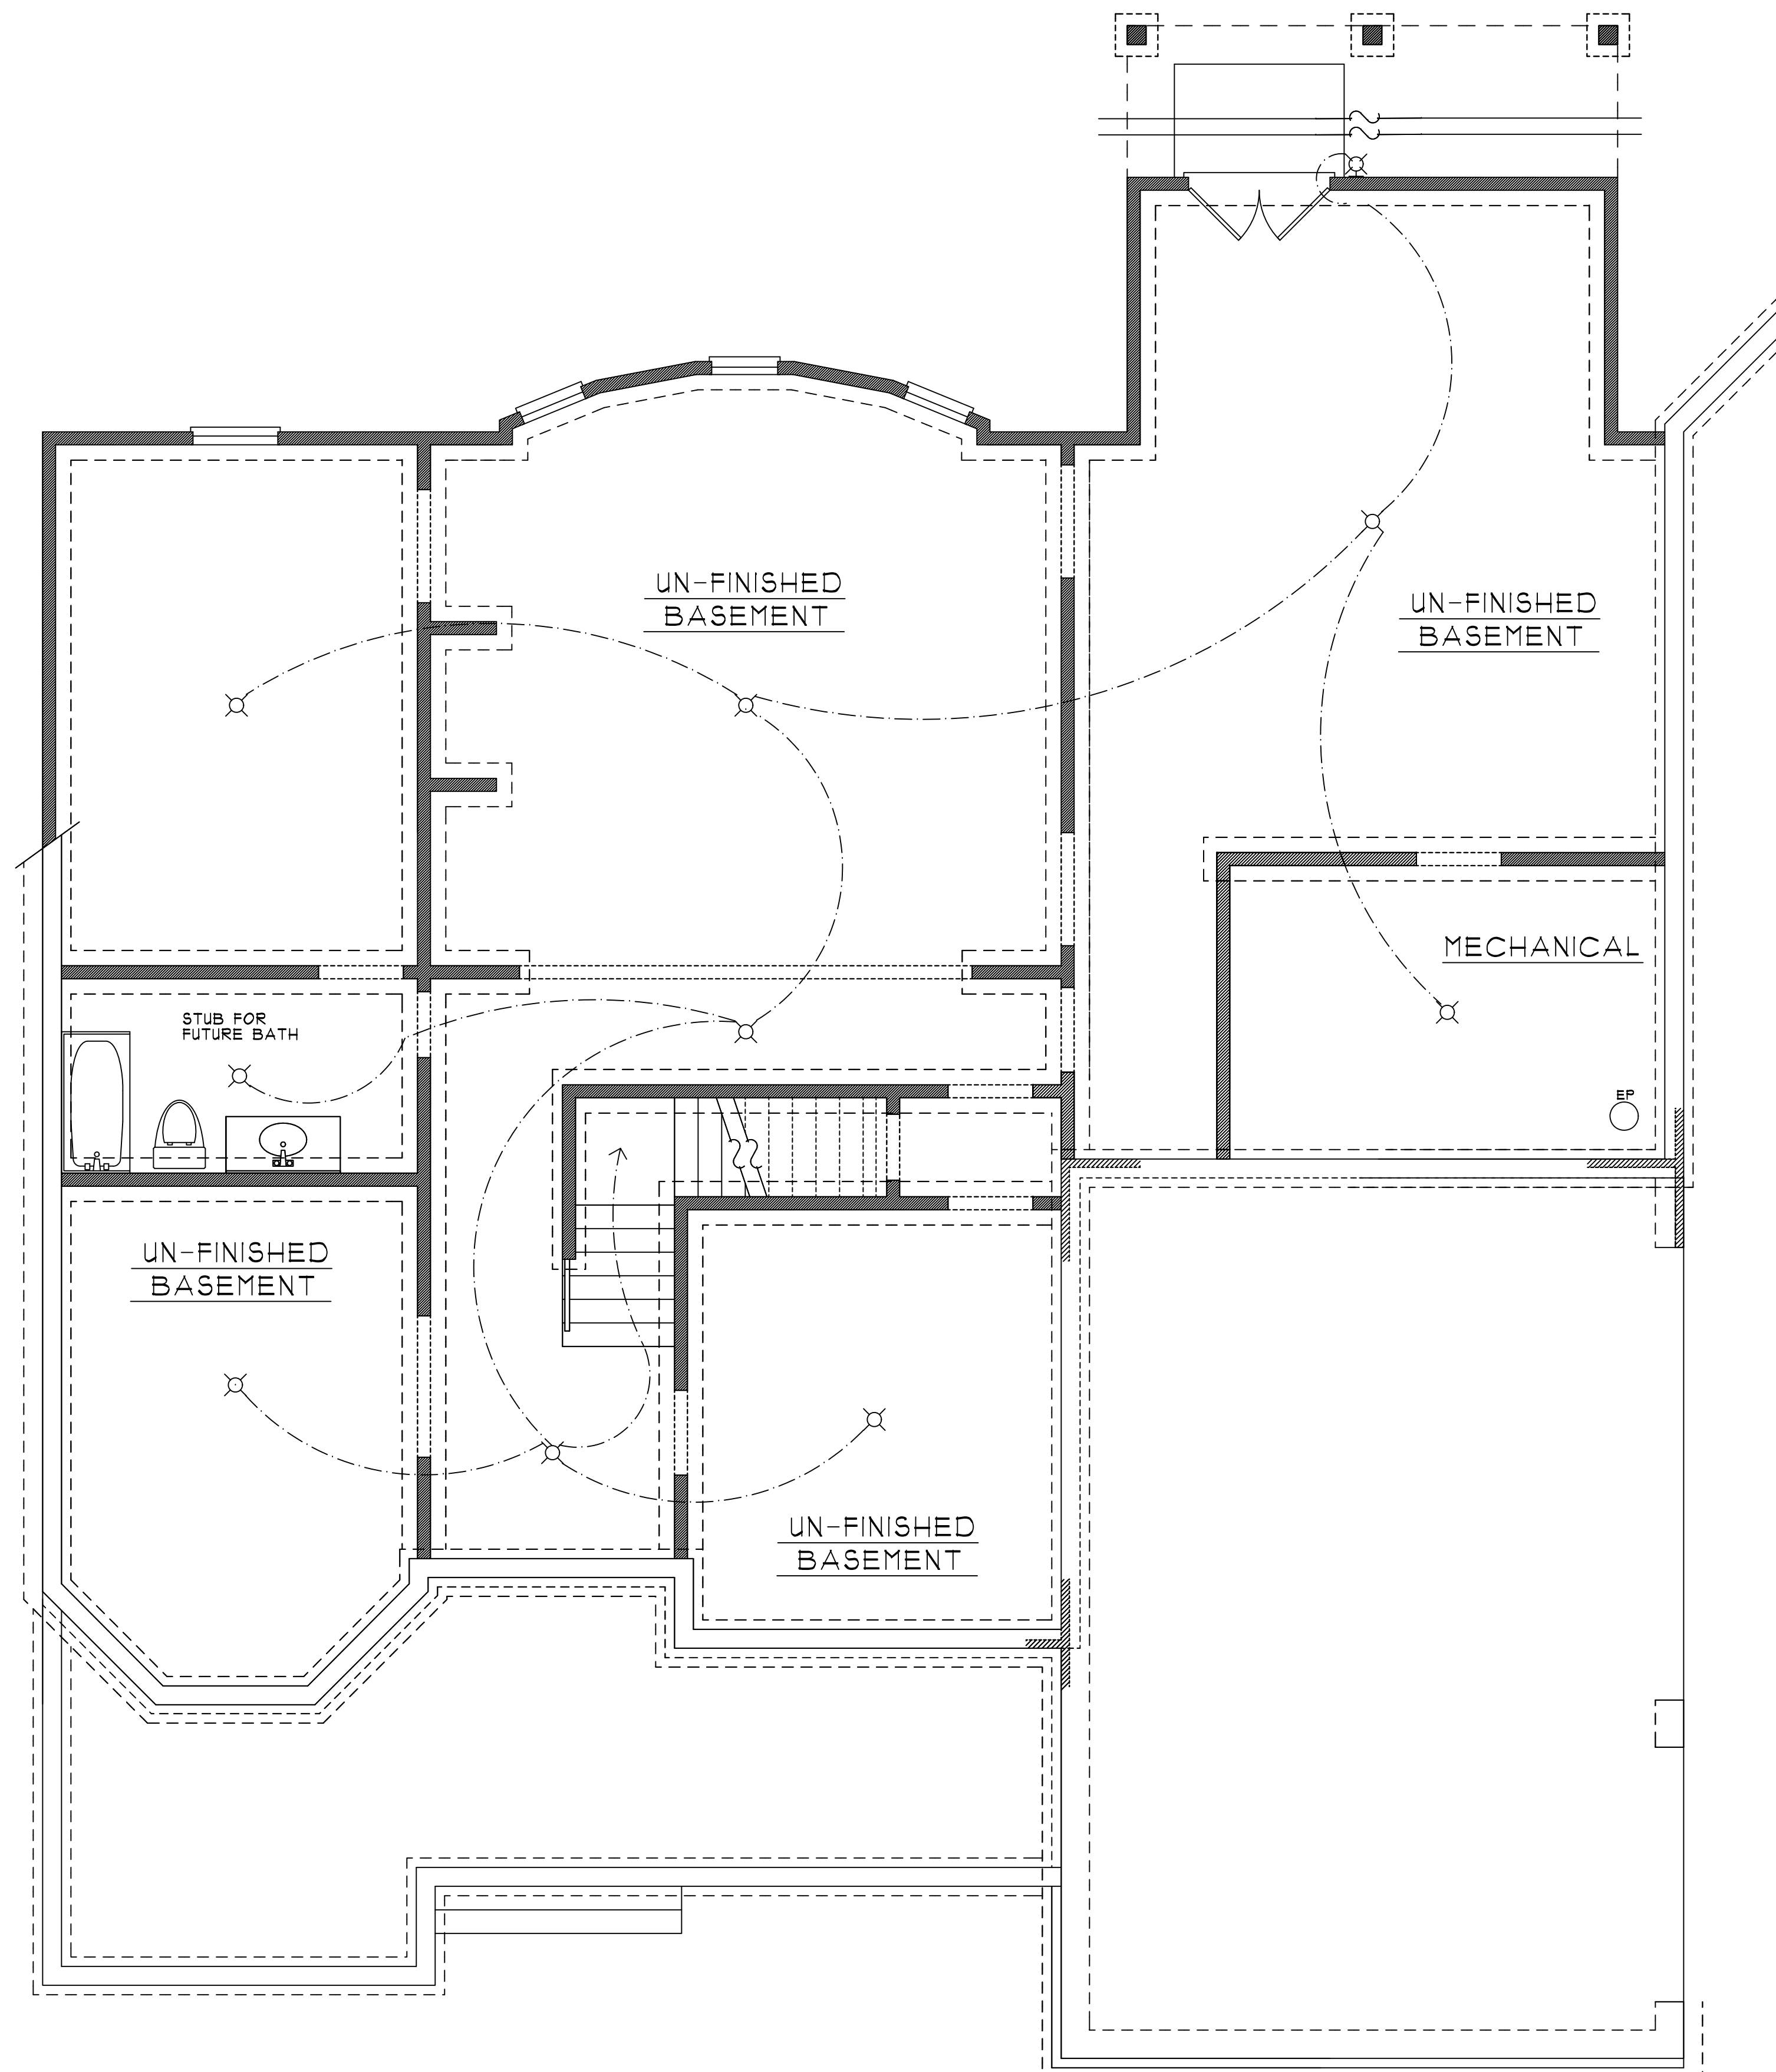 UN-FINISHED
BASEMENT
UN-FINISHED
BASEMENT
MECHANICAL
STUB FOR
FUTURE BATH
EP
UN-FINISHED
BASEMENT
UN-FINISHED
BASEMENT